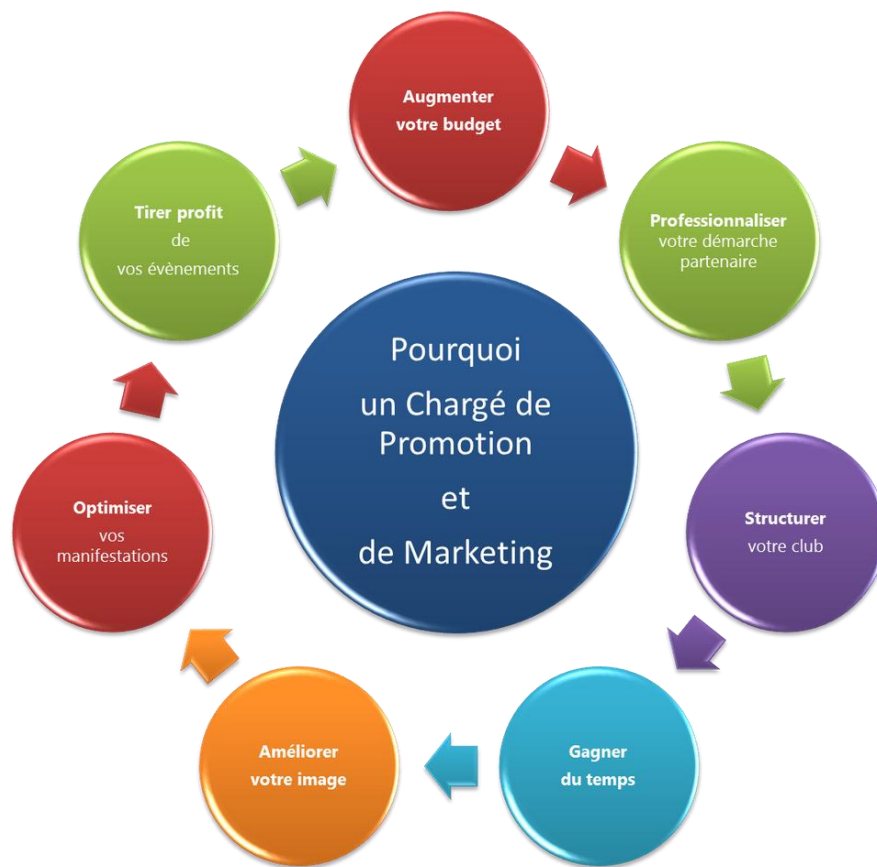 Augmenter
votre budget
Professionnaliser
votre démarche
partenaire
Structurer
votre club
Gagner
du temps
Améliorer
votre image
Optimiser
vos
manifestations
Tirer profit
de
vos évènements
Pourquoi
un Chargé de
Promotion
et
de Marketing